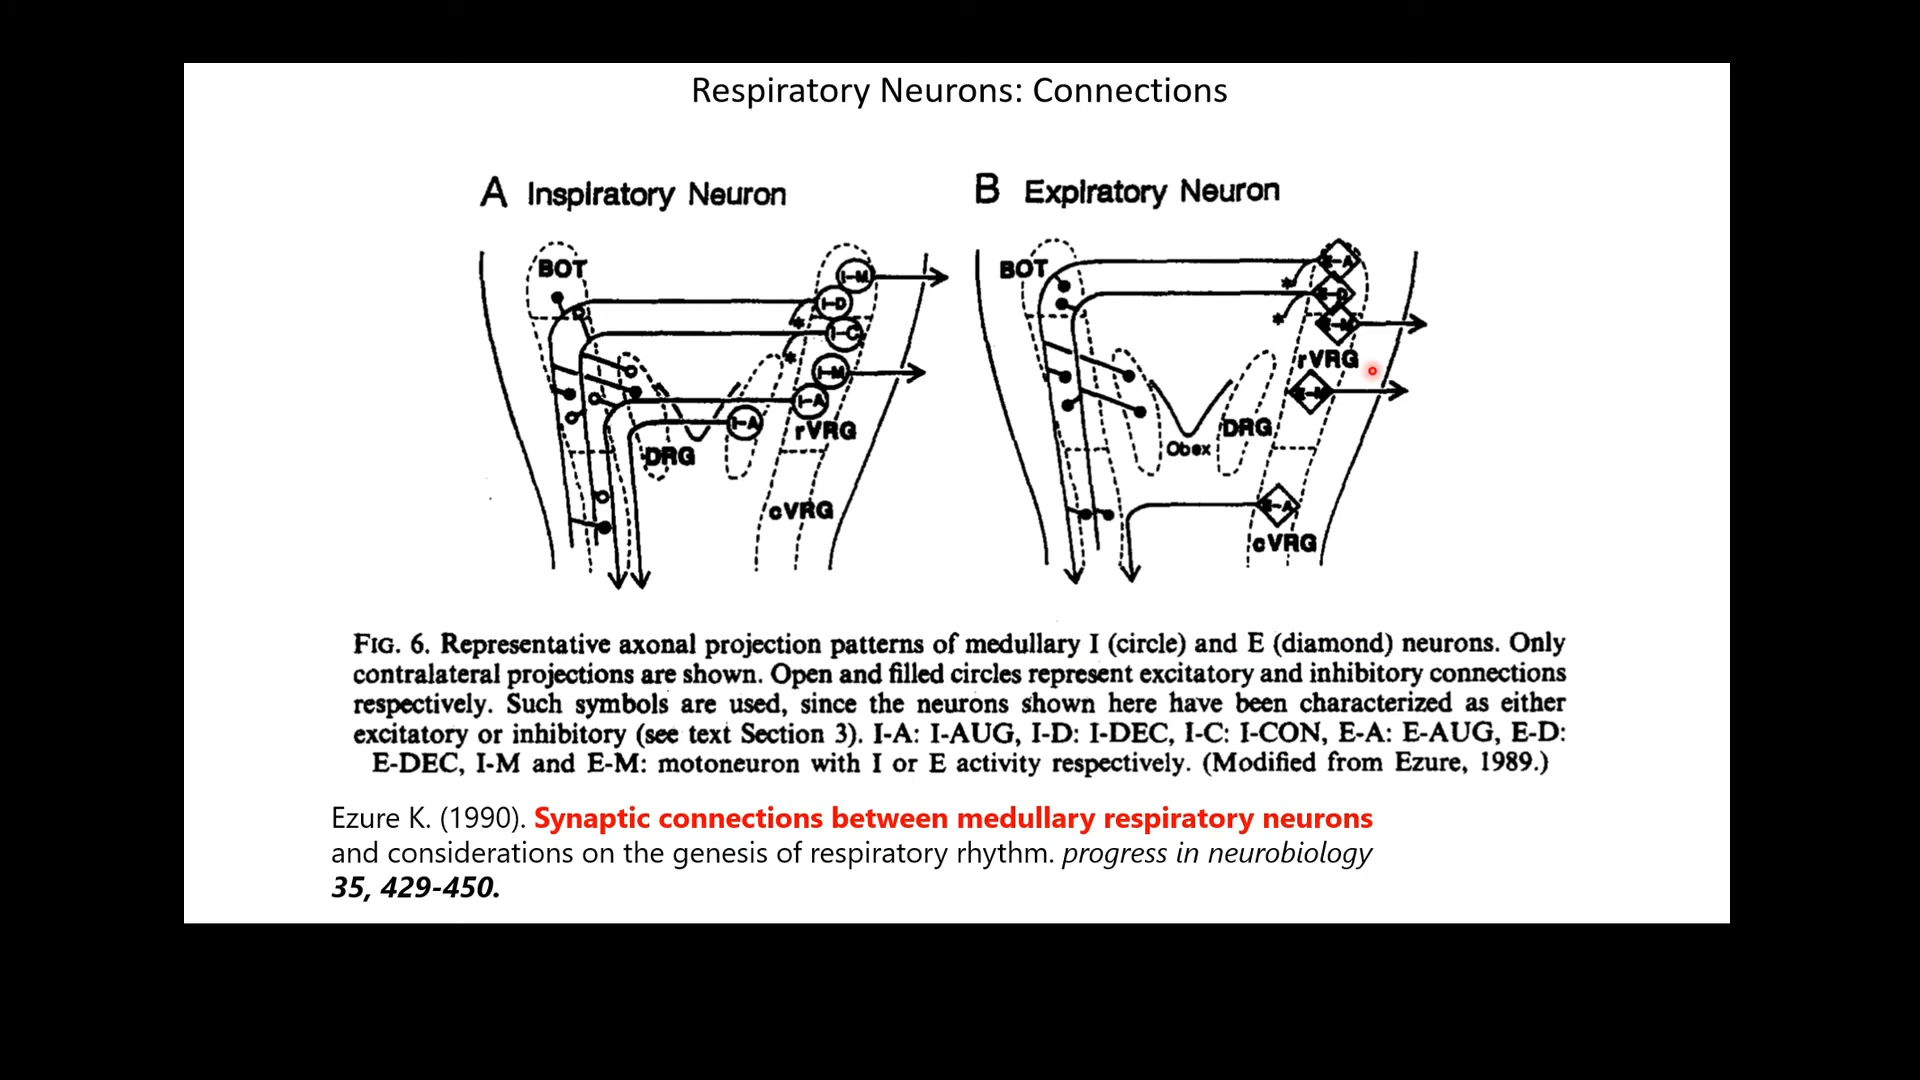 Respiratory Neurons: Connections
A Inspiratory Neuron
B Expiratory Neuron
BOT
I-M
I-D
I-C
I-M
I-A
I-A
rVRG
DRG
cVRG
BOT
E-A
E-D
E-M
rVRG
E-M
DRG
Obex
E-A
cVRG
FIG. 6. Representative axonal projection patterns of medullary I (circle) and E (diamond) neurons. Only
contralateral projections are shown. Open and filled circles represent excitatory and inhibitory connections
respectively. Such symbols are used, since the neurons shown here have been characterized as either
excitatory or inhibitory (see text Section 3). I-A: I-AUG, I-D: I-DEC, I-C: I-CON, E-A: E-AUG, E-D:
E-DEC, I-M and E-M: motoneuron with I or E activity respectively. (Modified from Ezure, 1989.)
Ezure K. (1990). Synaptic connections between medullary respiratory neurons
and considerations on the genesis of respiratory rhythm. progress in neurobiology
35, 429-450.